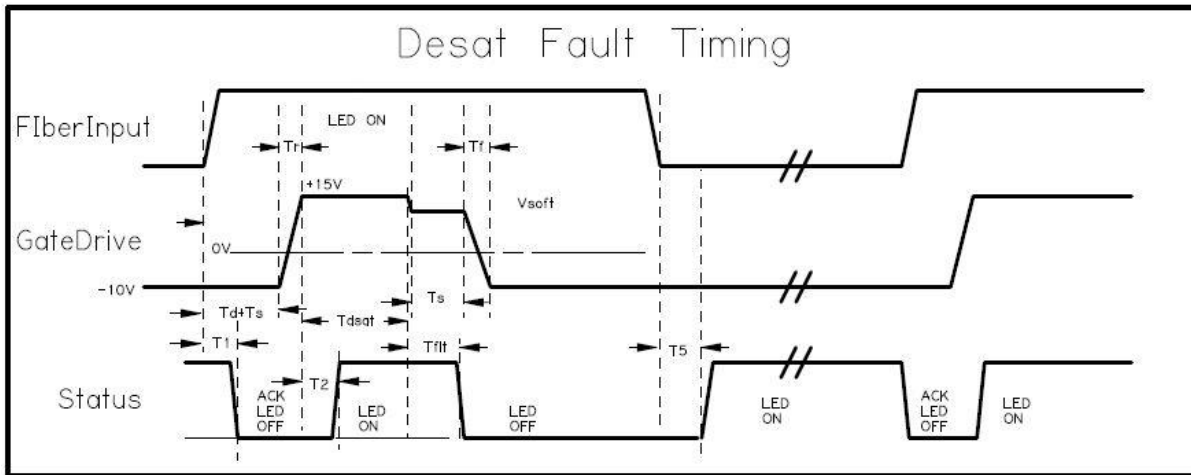 Desat Fault Timing
FIberInput
LED ON
Tr
Tf
+15V
Vsoft
GateDrive
0V
-10V
Td+Ts
Ts
Tdsat
T1
Tflt
T5
T2
Status
ACK
LED
OFF
LED
ON
LED
OFF
LED
ON
ACK
LED
OFF
LED
ON